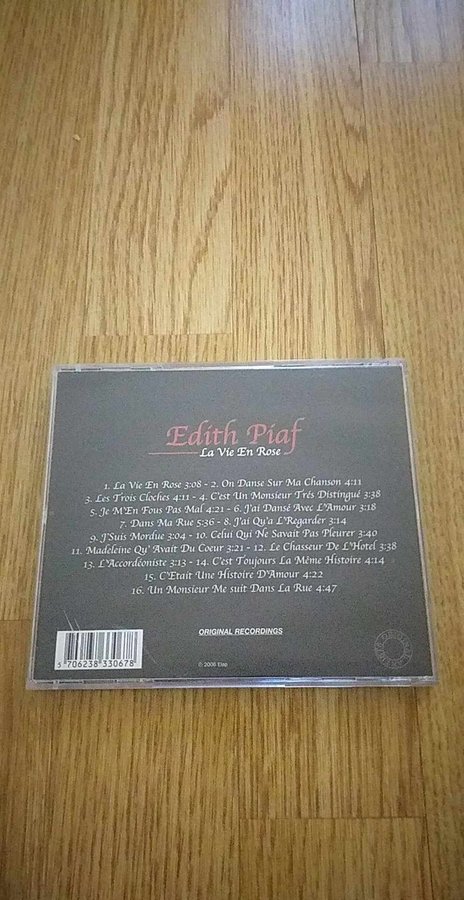 Edith Piaf
La Vie En Rose
1. La Vie En Rose 3:08 - 2. On Danse Sur Ma Chanson 4:11
3. Les Trois Cloches 4:11 - 4. C'est Un Monsieur Trés Distingué 3:38
5. Je M'En Fous Pas Mal 4:21 - 6. J'ai Dansé Avec L'Amour 3:18
7. Dans Ma Rue 5:36 - 8. J'ai Qu'a L'Regarder 3:14
9. J'Suis Mordue 3:04 - 10. Celui Qui Ne Savait Pas Pleurer 3:40
11. Madeleine Qu' Avait Du Coeur 3:21 - 12. Le Chasseur De L'Hotel 3:38
13. L'Accordéoniste 3:13 - 14. C'est Toujours La Même Histoire 4:14
15. C'Etait Une Histoire D'Amour 4:22
16. Un Monsieur Me suit Dans La Rue 4:47
ORIGINAL RECORDINGS
© 2006 Elap
5 706238 330678